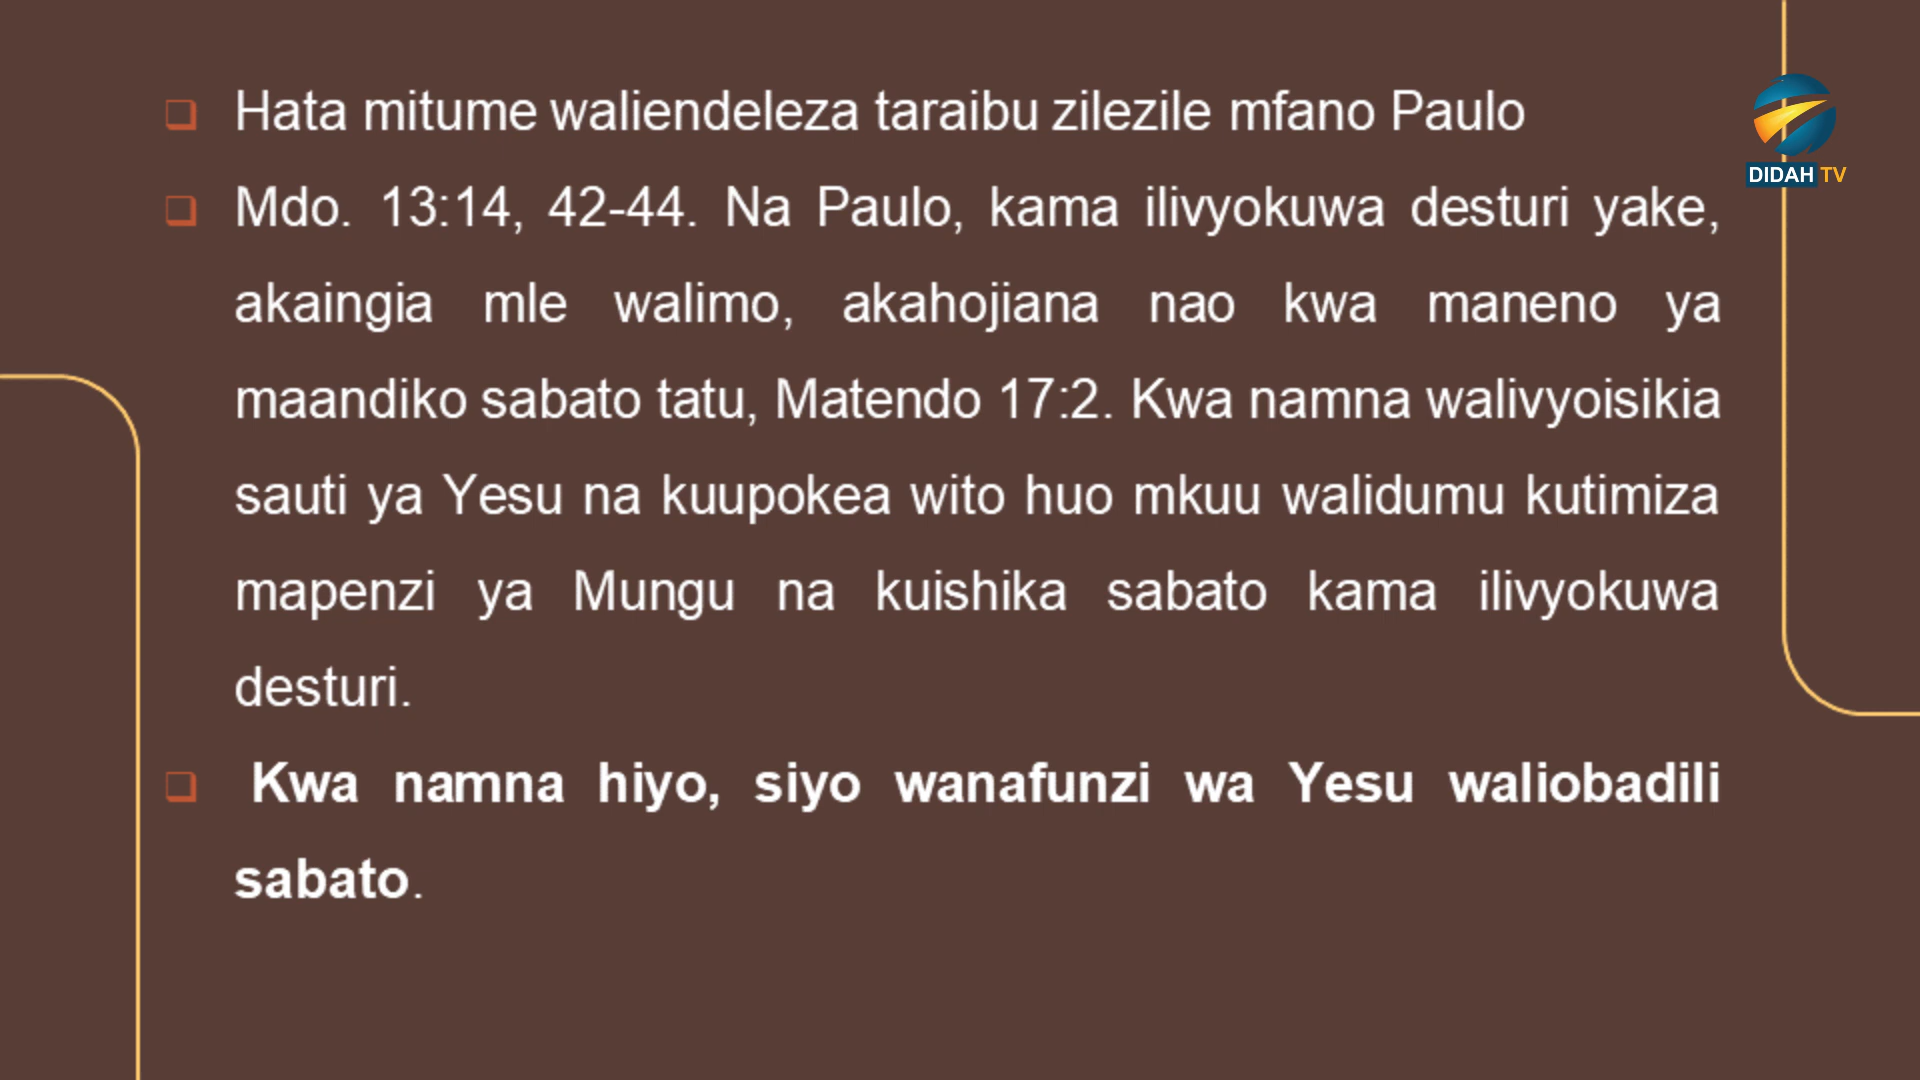 Hata mitume waliendeleza taraibu zilezile mfano Paulo
DIDAH TV
Mdo. 13:14, 42-44. Na Paulo, kama ilivyokuwa desturi yake,
akaingia mle walimo, akahojiana nao kwa maneno ya
maandiko sabato tatu, Matendo 17:2. Kwa namna walivyoisikia
sauti ya Yesu na kuupokea wito huo mkuu walidumu kutimiza
mapenzi ya Mungu na kuishika sabato kama ilivyokuwa
desturi.
Kwa namna hiyo, siyo wanafunzi wa Yesu waliobadili
sabato.